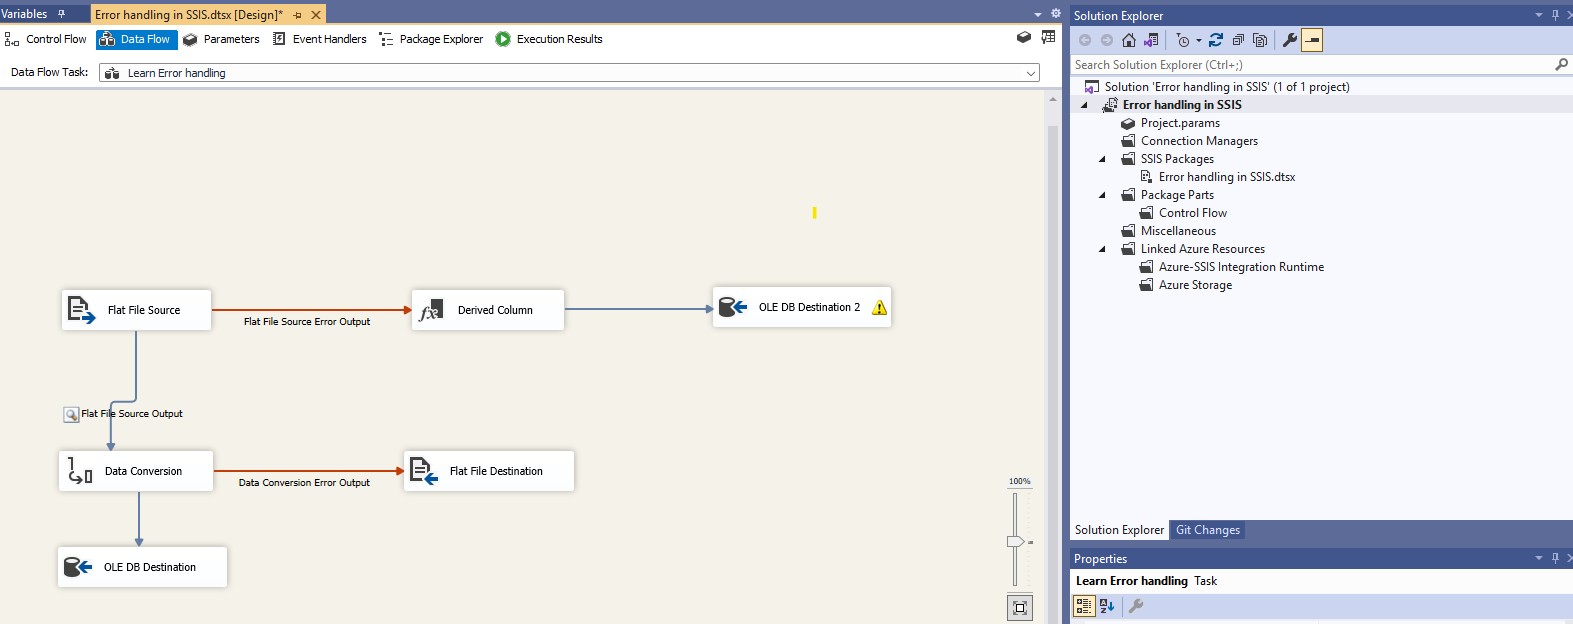 Variables
Error handling in SSIS.dtsx [Design]*
Control Flow
Data Flow
Parameters
Event Handlers
Package Explorer
Execution Results
Data Flow Task:
Learn Error handling
Flat File Source
Flat File Source Error Output
fx
Derived Column
OLE DB Destination 2
Flat File Source Output
Data Conversion
Data Conversion Error Output
Flat File Destination
OLE DB Destination
100%
Solution Explorer
Search Solution Explorer (Ctrl+;)
Solution 'Error handling in SSIS' (1 of 1 project)
Error handling in SSIS
Project.params
Connection Managers
SSIS Packages
Error handling in SSIS.dtsx
Package Parts
Control Flow
Miscellaneous
Linked Azure Resources
Azure-SSIS Integration Runtime
Azure Storage
Solution Explorer
Git Changes
Properties
Learn Error handling Task